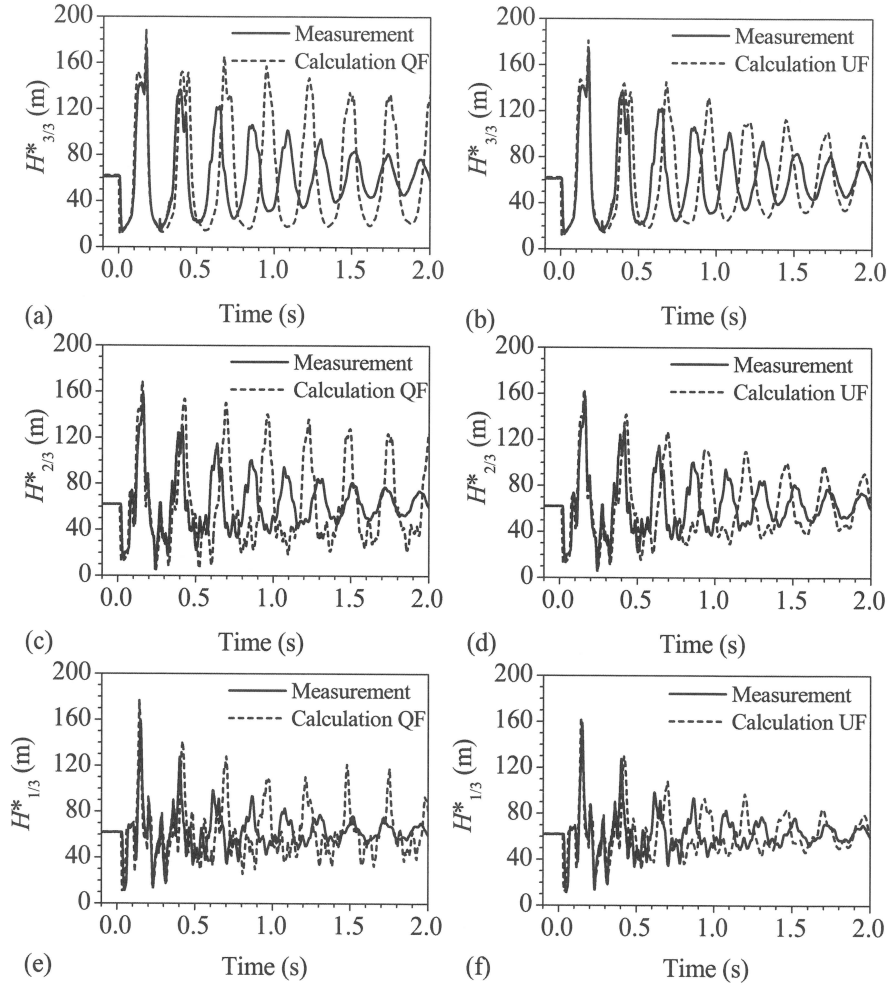 200
160
120
80
40
0
H*3/3 (m)
Measurement
Calculation QF
0.0 0.5 1.0 1.5 2.0
Time (s)
(a)
200
160
120
80
40
0
H*3/3 (m)
Measurement
Calculation UF
0.0 0.5 1.0 1.5 2.0
Time (s)
(b)
200
160
120
80
40
0
H*2/3 (m)
Measurement
Calculation QF
0.0 0.5 1.0 1.5 2.0
Time (s)
(c)
200
160
120
80
40
0
H*2/3 (m)
Measurement
Calculation UF
0.0 0.5 1.0 1.5 2.0
Time (s)
(d)
200
160
120
80
40
0
H*1/3 (m)
Measurement
Calculation QF
0.0 0.5 1.0 1.5 2.0
Time (s)
(e)
200
160
120
80
40
0
H*1/3 (m)
Measurement
Calculation UF
0.0 0.5 1.0 1.5 2.0
Time (s)
(f)